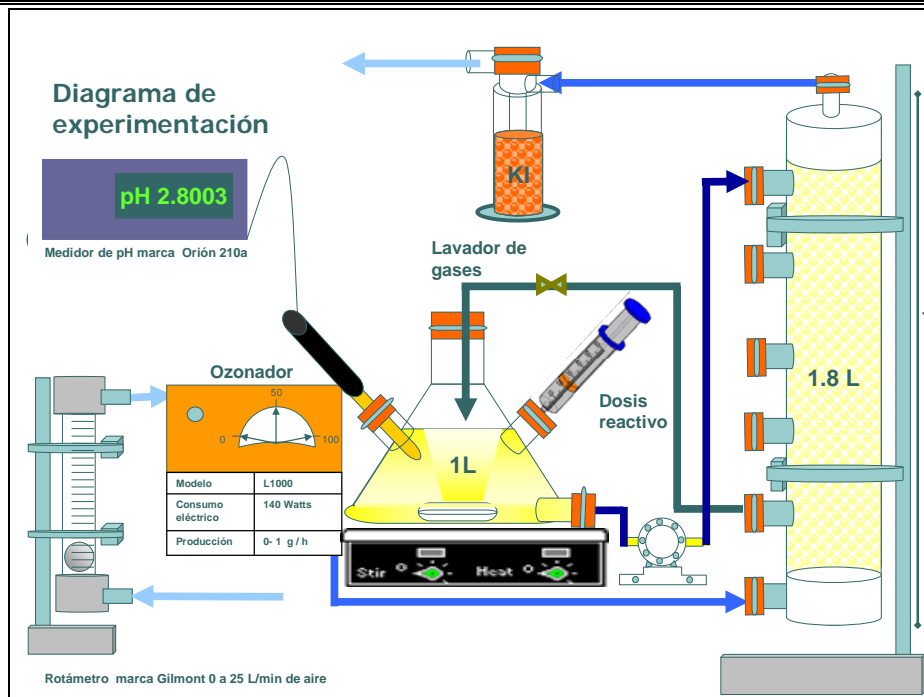 Diagrama de
experimentación
pH 2.8003
Medidor de pH marca Orión 210a
KI
Lavador de
gases
Ozonador
0
50
100
Modelo L1000
Consumo
eléctrico 140 Watts
Producción 0- 1 g / h
1L
Dosis
reactivo
1.8 L
Stir
Heat
Rotámetro marca Gilmont 0 a 25 L/min de aire